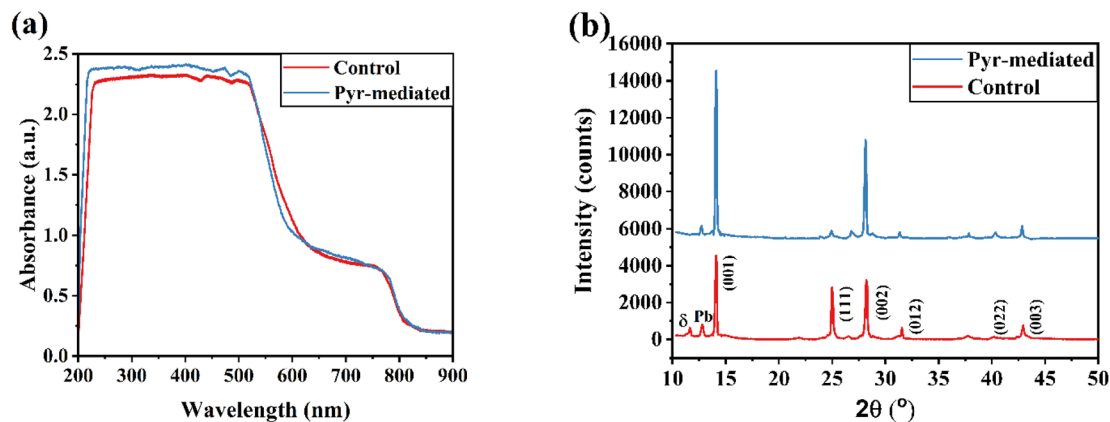 (a)
Control
Pyr-mediated
2.5
2.0
1.5
1.0
0.5
0.0
Absorbance (a.u.)
200 300 400 500 600 700 800 900
Wavelength (nm)
(b)
Pyr-mediated
Control
16000
14000
12000
10000
8000
6000
4000
2000
0
Intensity (counts)
δ
Pb
(001)
(111)
(002)
(012)
(022)
(003)
10 15 20 25 30 35 40 45 50
2θ (°)